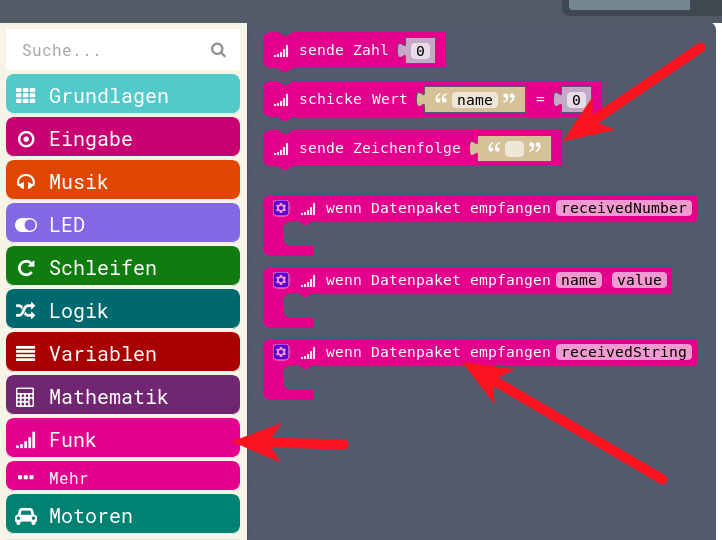 Suche...
Grundlagen
Eingabe
Musik
LED
Schleifen
Logik
Variablen
Mathematik
Funk
Mehr
Motoren
sende Zahl 0
schicke Wert “ name ” = 0
sende Zeichenfolge “ ”
wenn Datenpaket empfangen receivedNumber
wenn Datenpaket empfangen name value
wenn Datenpaket empfangen receivedString